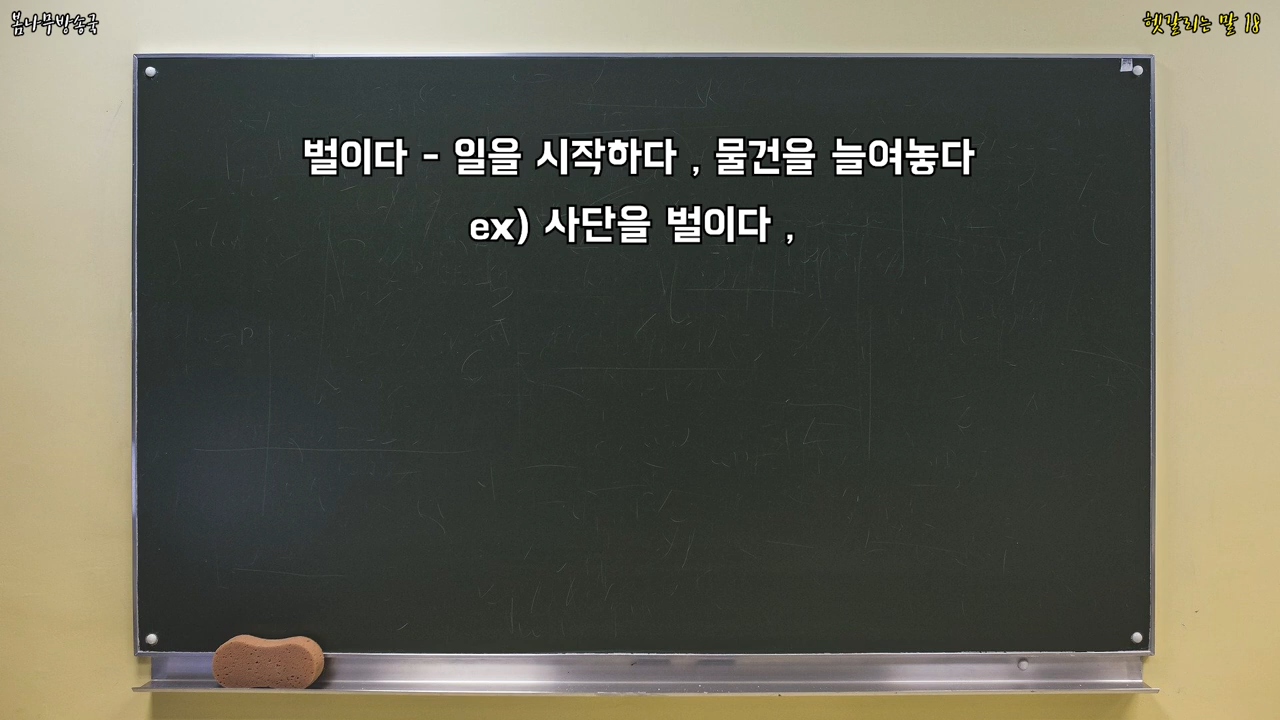 봄나무방송국
헷갈리는 말 18
벌이다 - 일을 시작하다 , 물건을 늘여놓다
ex) 사단을 벌이다 ,